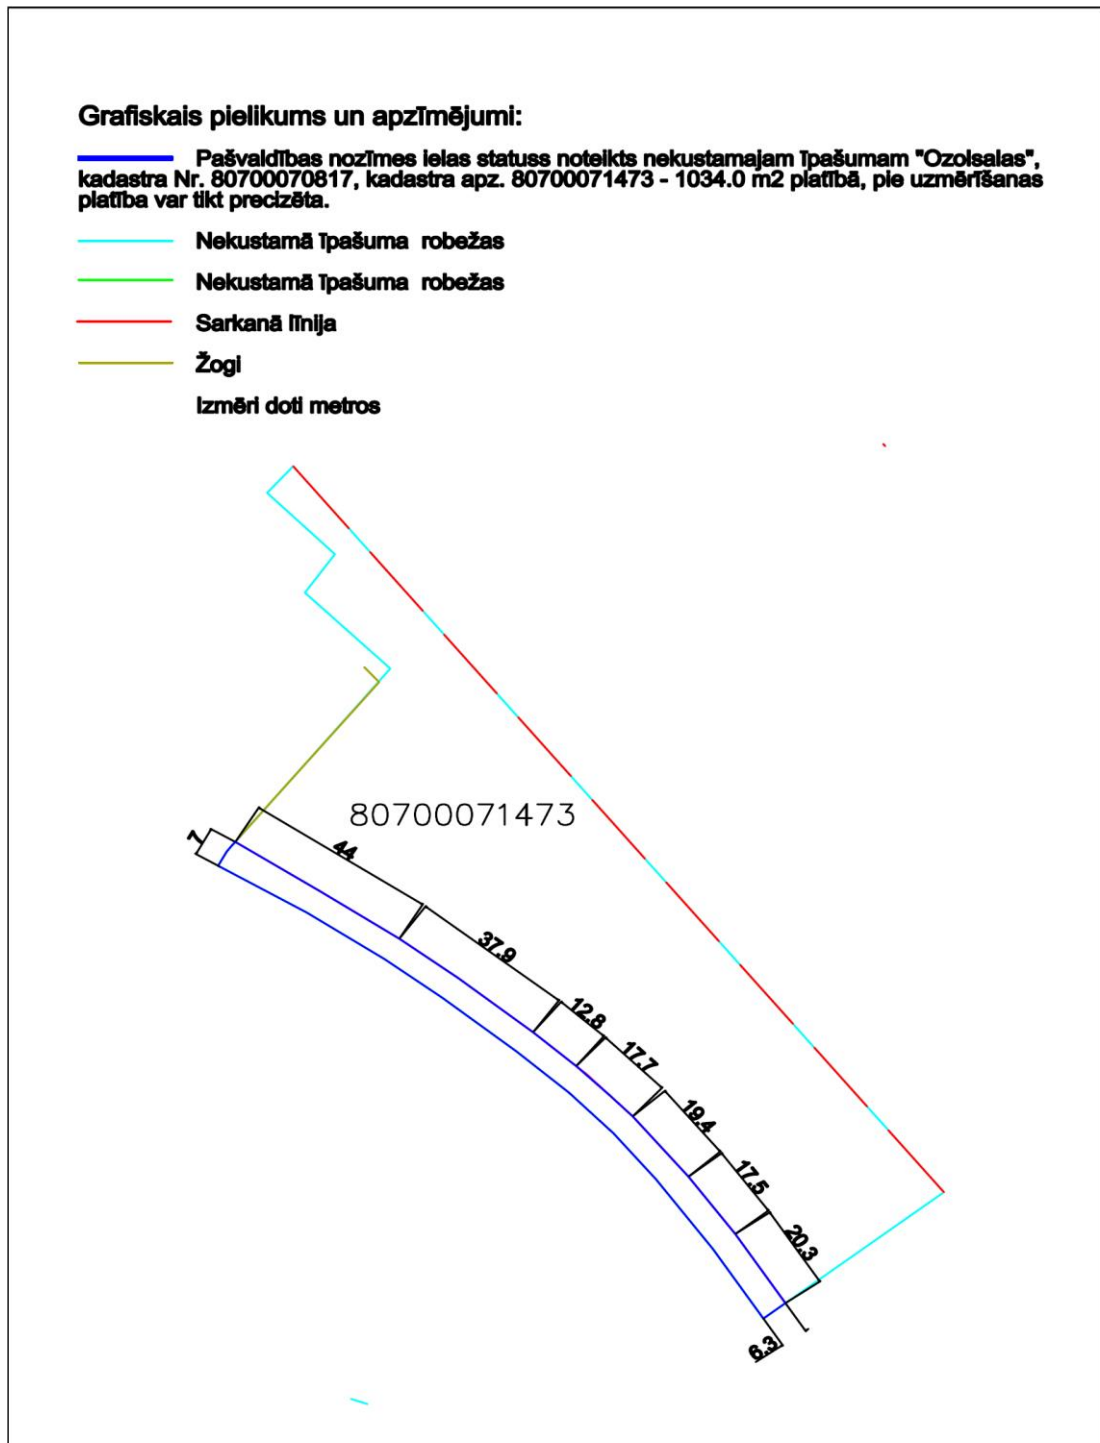 Grafiskais pielikums un apzīmējumi:
Pašvaldības nozīmes ielas statuss noteikts nekustamajam īpašumam "Ozolsalas",
kadastra Nr. 80700070817, kadastra apz. 80700071473 - 1034.0 m2 platībā, pie uzmērīšanas
platība var tikt precizēta.
Nekustamā īpašuma robežas
Nekustamā īpašuma robežas
Sarkanā līnija
Žogi
Izmēri doti metros
80700071473
7
44
37.9
12.8
17.7
19.4
17.5
20.3
6.3